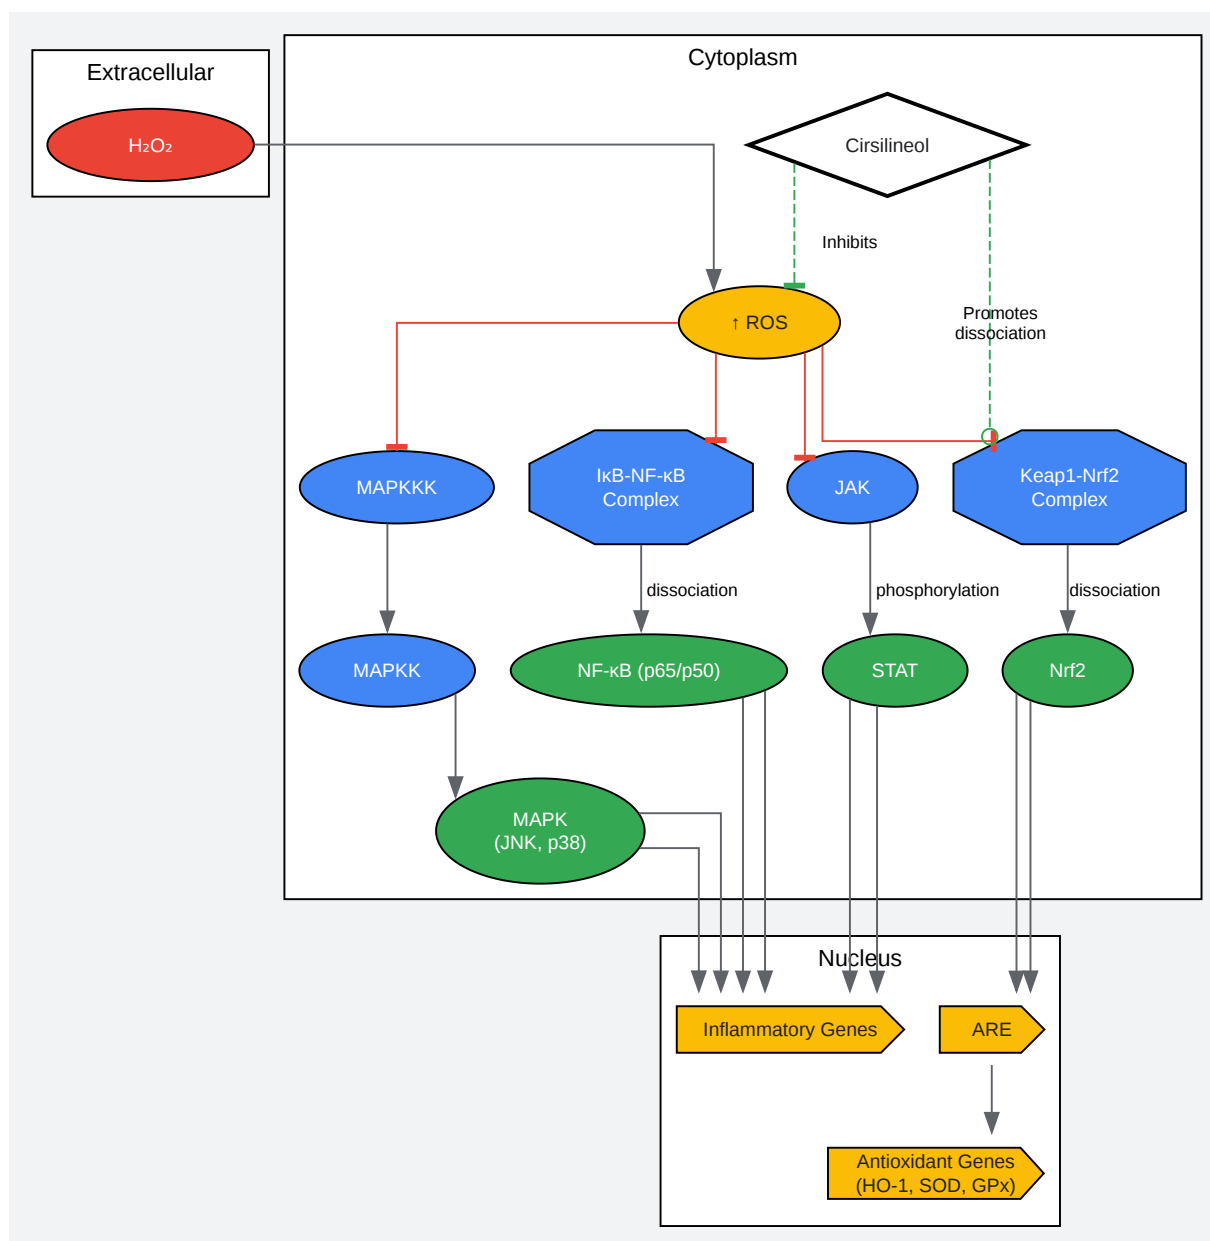 Extracellular
Cytoplasm
H₂O₂
Cirsilineol
Inhibits
Promotes
dissociation
↑ ROS
MAPKKK
IκB-NF-κB
Complex
JAK
Keap1-Nrf2
Complex
dissociation
phosphorylation
dissociation
MAPKK
NF-κB (p65/p50)
STAT
Nrf2
MAPK
(JNK, p38)
Nucleus
Inflammatory Genes
ARE
Antioxidant Genes
(HO-1, SOD, GPx)